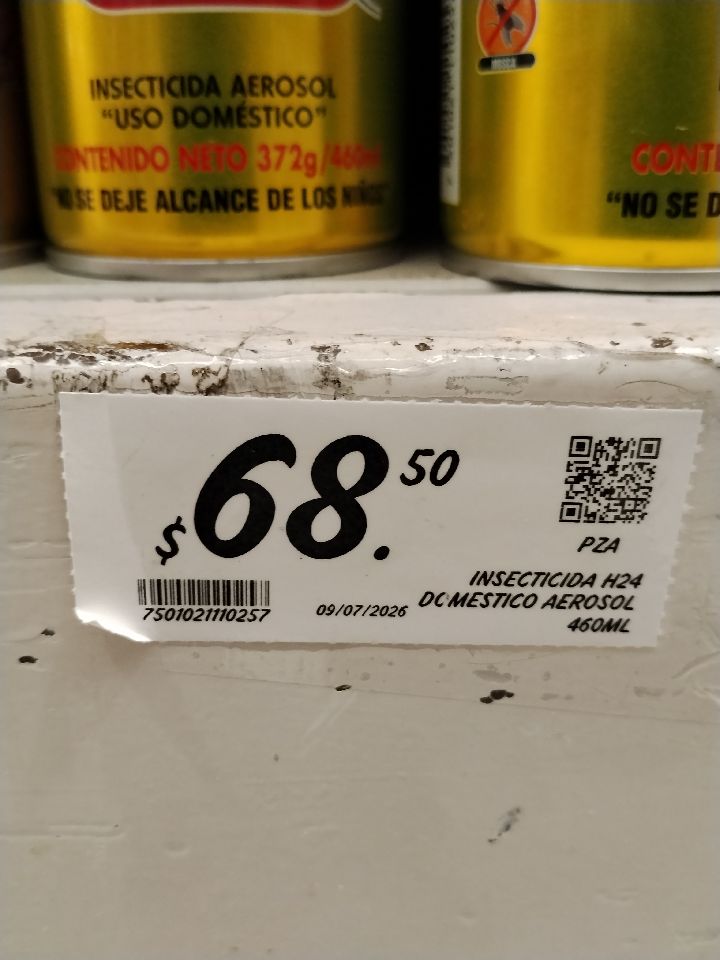 INSECTICIDA AEROSOL
"USO DOMÉSTICO"
CONTENIDO NETO 372g/460ml
"NO SE DEJE ALCANCE DE LOS NIÑOS"
MOSCA
"NO SE
$68.50
PZA
INSECTICIDA H24
DOMESTICO AEROSOL
460ML
7501021110257
09/07/2026